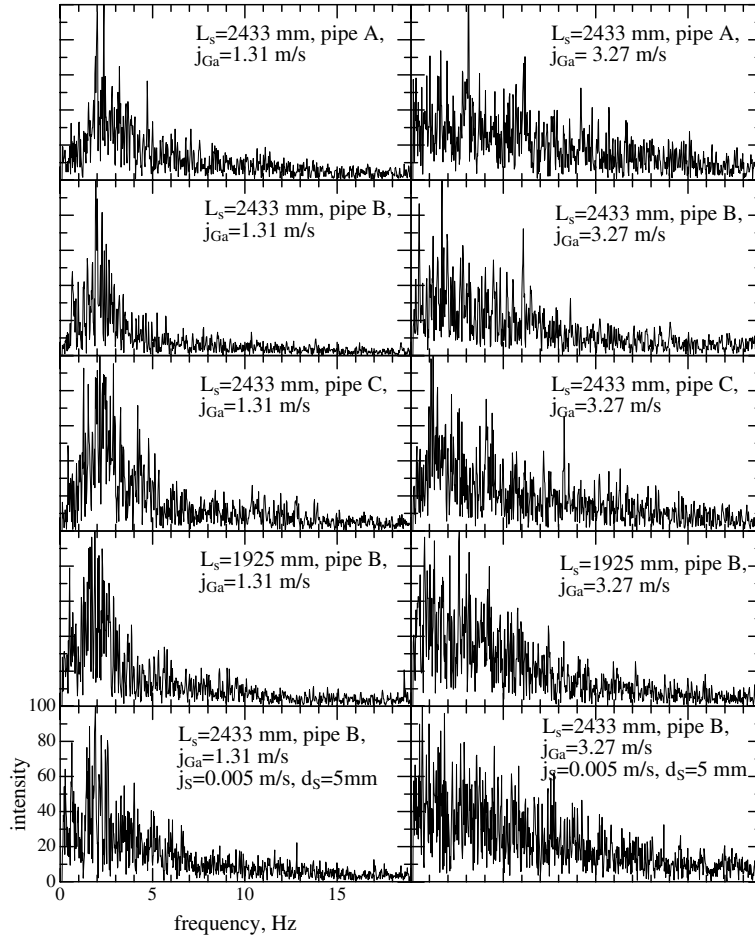 L_s=2433 mm, pipe A,
j_Ga=1.31 m/s
L_s=2433 mm, pipe A,
j_Ga= 3.27 m/s
L_s=2433 mm, pipe B,
j_Ga=1.31 m/s
L_s=2433 mm, pipe B,
j_Ga=3.27 m/s
L_s=2433 mm, pipe C,
j_Ga=1.31 m/s
L_s=2433 mm, pipe C,
j_Ga=3.27 m/s
L_s=1925 mm, pipe B,
j_Ga=1.31 m/s
L_s=1925 mm, pipe B,
j_Ga=3.27 m/s
L_s=2433 mm, pipe B,
j_Ga=1.31 m/s
j_S=0.005 m/s, d_S=5mm
L_s=2433 mm, pipe B,
j_Ga=3.27 m/s
j_S=0.005 m/s, d_S=5 mm
100
80
60
40
20
0
intensity
0 5 10 15
frequency, Hz